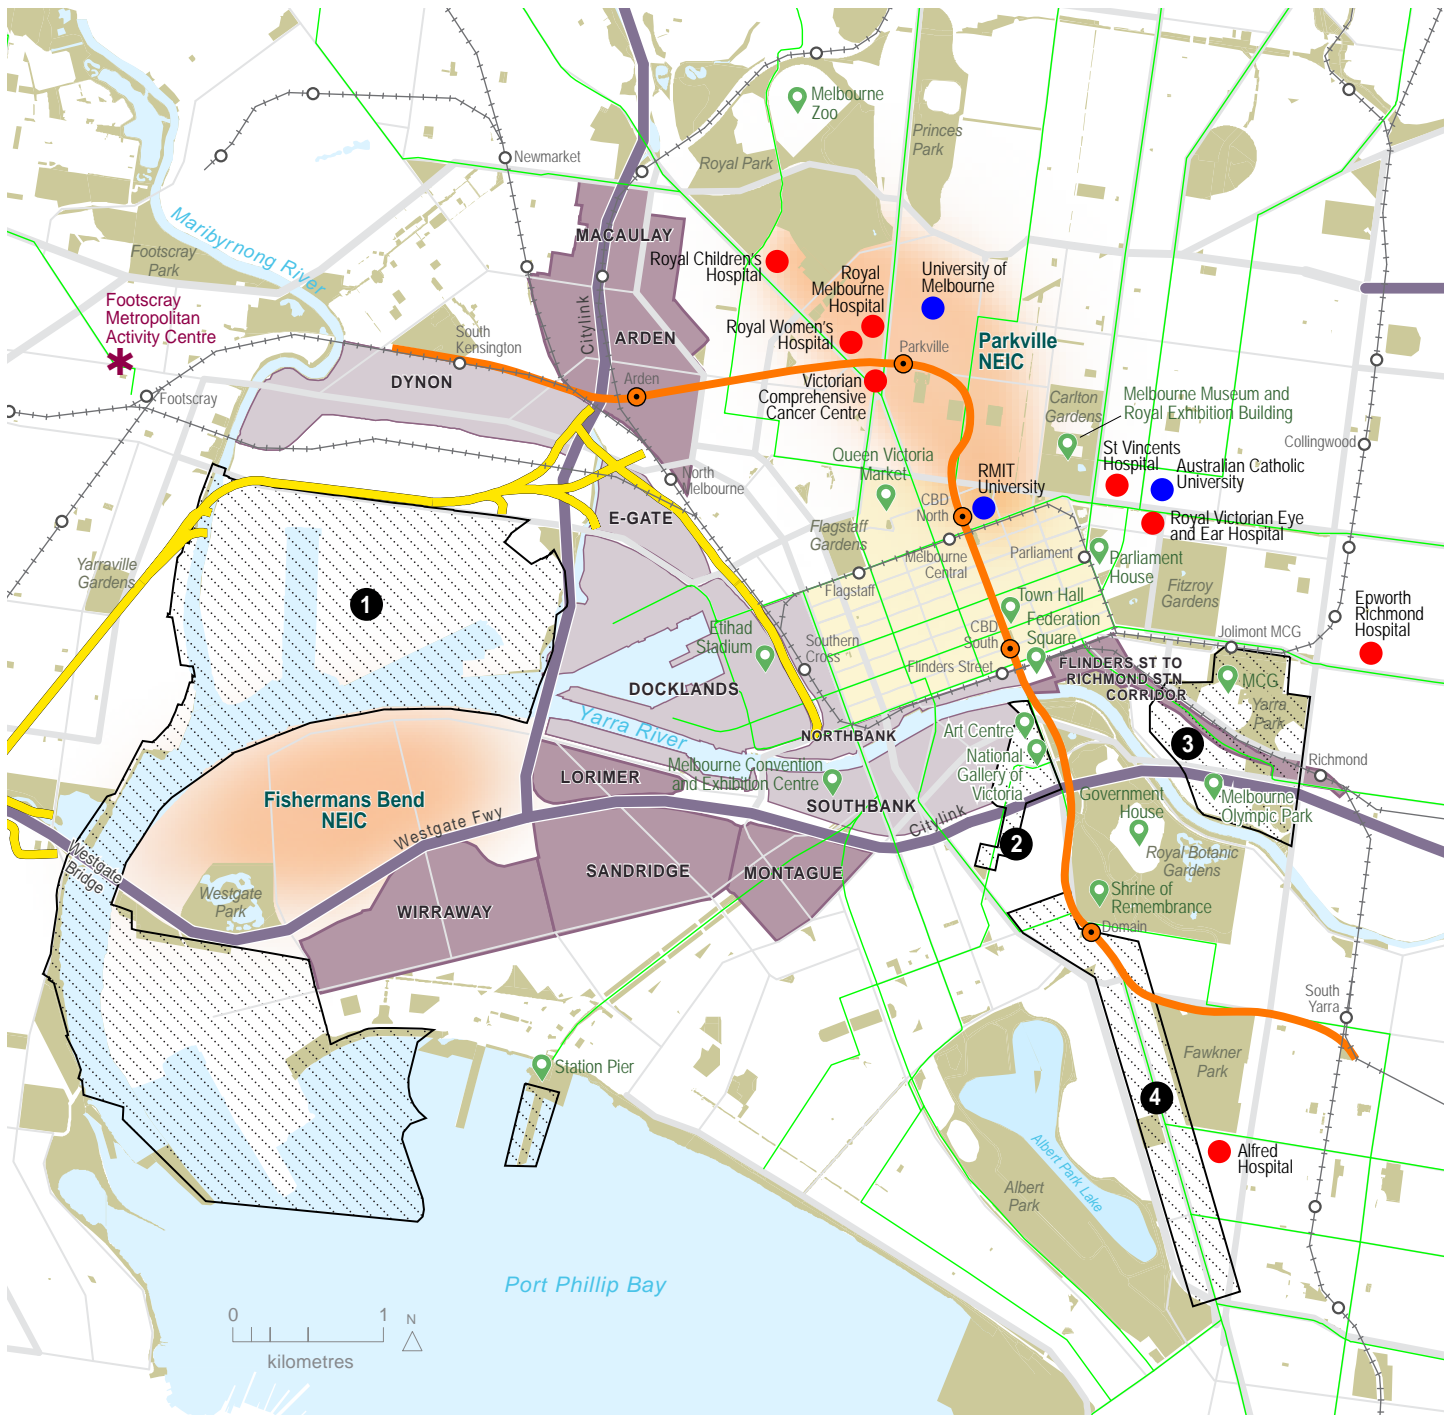 Melbourne
Zoo
Princes
Park
Royal Park
Newmarket
Maribyrnong River
Footscray
Park
MACAULAY
Royal Children's
Hospital
Royal
Melbourne
Hospital
University of
Melbourne
Footscray
Metropolitan
Activity Centre
South
Kensington
Citylink
ARDEN
Royal Women's
Hospital
Parkville
Parkville
NEIC
DYNON
Arden
Victorian
Comprehensive
Cancer Centre
Carlton
Gardens
Melbourne Museum and
Royal Exhibition Building
Footscray
Collingwood
Queen Victoria
Market
RMIT
University
St Vincents
Hospital
Australian Catholic
University
North
Melbourne
CBD
North
E-GATE
Flagstaff
Gardens
Royal Victorian Eye
and Ear Hospital
Melbourne
Central
Parliament
Parliament
House
Yarraville
Gardens
Flagstaff
Fitzroy
Gardens
1
Town Hall
Epworth
Richmond
Hospital
Etihad
Stadium
Southern
Cross
CBD
South
Federation
Square
Jolimont MCG
Flinders Street
FLINDERS ST TO
RICHMOND STN
CORRIDOR
MCG
DOCKLANDS
Yarra
Park
Yarra River
NORTHBANK
Art Centre
3
LORIMER
Melbourne Convention
and Exhibition Centre
National
Gallery of
Victoria
Richmond
Fishermans Bend
NEIC
SOUTHBANK
Government
House
Melbourne
Olympic Park
Westgate Fwy
Citylink
2
Westgate
Bridge
Royal Botanic
Gardens
SANDRIDGE
MONTAGUE
Westgate
Park
Shrine of
Remembrance
WIRRAWAY
Domain
South
Yarra
Station Pier
Fawkner
Park
4
Albert Park Lake
Alfred
Hospital
Albert
Park
Port Phillip Bay
0
1
N
kilometres